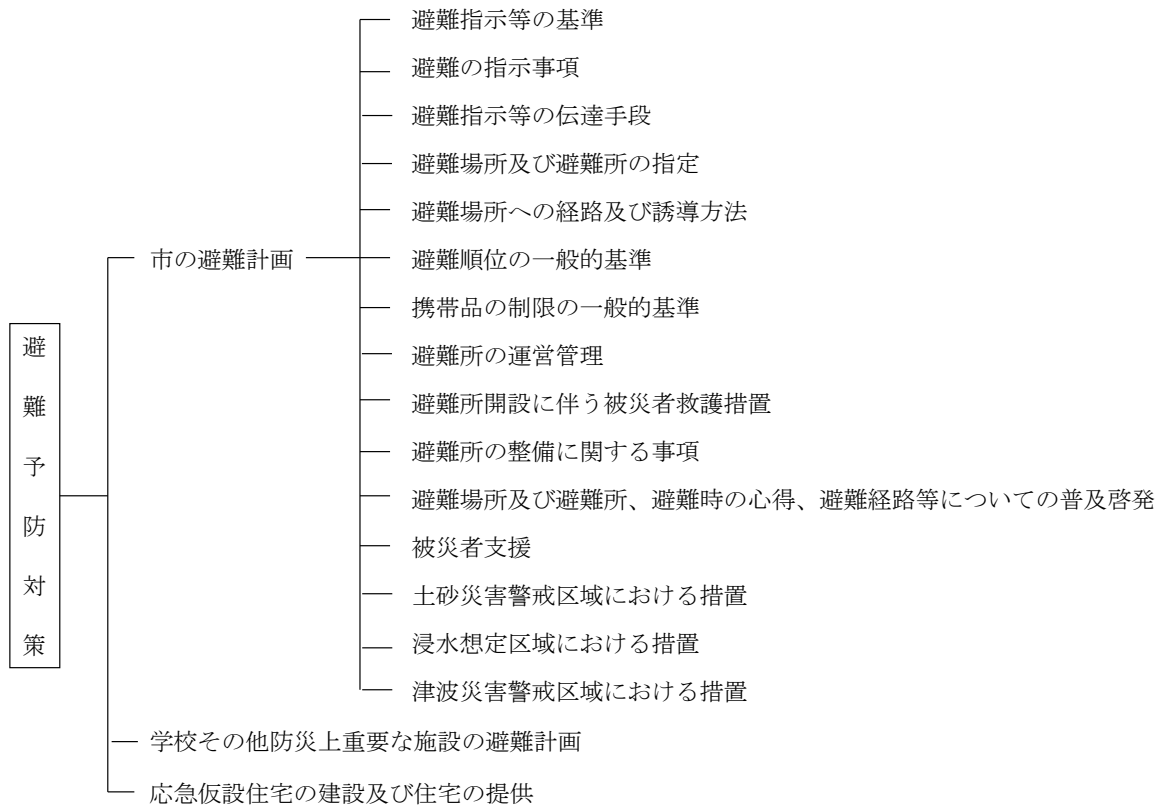 避難予防対策
市の避難計画
避難指示等の基準
避難の指示事項
避難指示等の伝達手段
避難場所及び避難所の指定
避難場所への経路及び誘導方法
避難順位の一般的基準
携帯品の制限の一般的基準
避難所の運営管理
避難所開設に伴う被災者救護措置
避難所の整備に関する事項
避難場所及び避難所、避難時の心得、避難経路等についての普及啓発
被災者支援
土砂災害警戒区域における措置
浸水想定区域における措置
津波災害警戒区域における措置
学校その他防災上重要な施設の避難計画
応急仮設住宅の建設及び住宅の提供